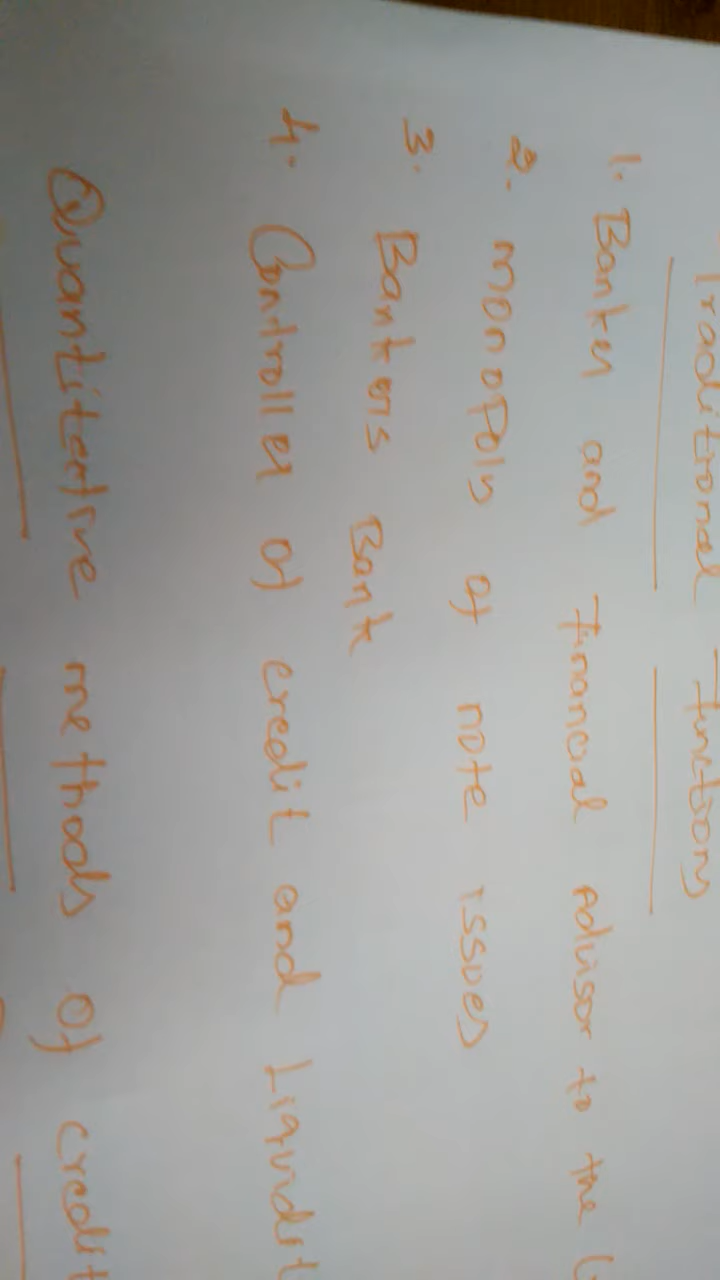 Traditional Functions
1. Banker and Financial Advisor to the
2. monopoly of note issues
3. Bankers Bank
4. Controller of credit and Liquidit
Quantitative methods of credit